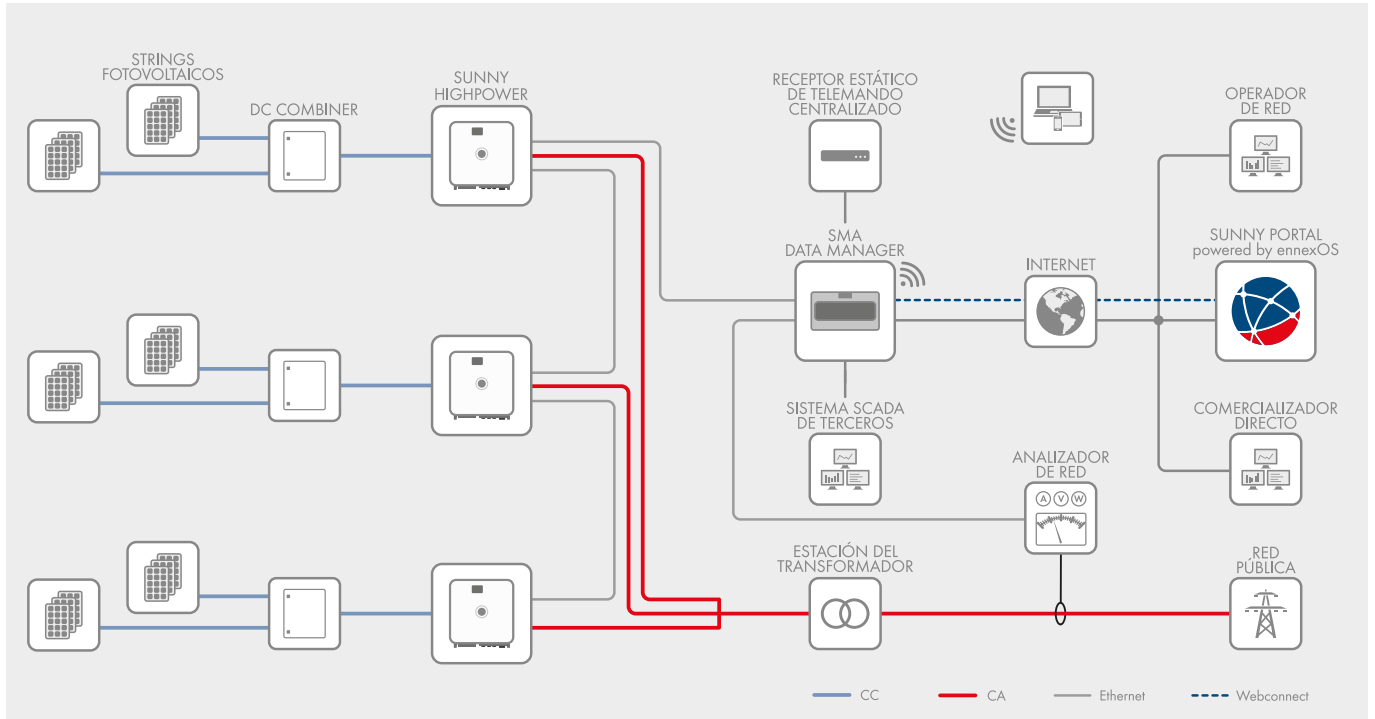 STRINGS
FOTOVOLTAICOS
DC COMBINER
SUNNY
HIGHPOWER
RECEPTOR ESTÁTICO
DE TELEMANDO
CENTRALIZADO
OPERADOR
DE RED
SMA
DATA MANAGER
INTERNET
SUNNY PORTAL
powered by ennexOS
SISTEMA SCADA
DE TERCEROS
COMERCIALIZADOR
DIRECTO
ANALIZADOR
DE RED
A V W
ESTACIÓN DEL
TRANSFORMADOR
RED
PÚBLICA
CC
CA
Ethernet
Webconnect